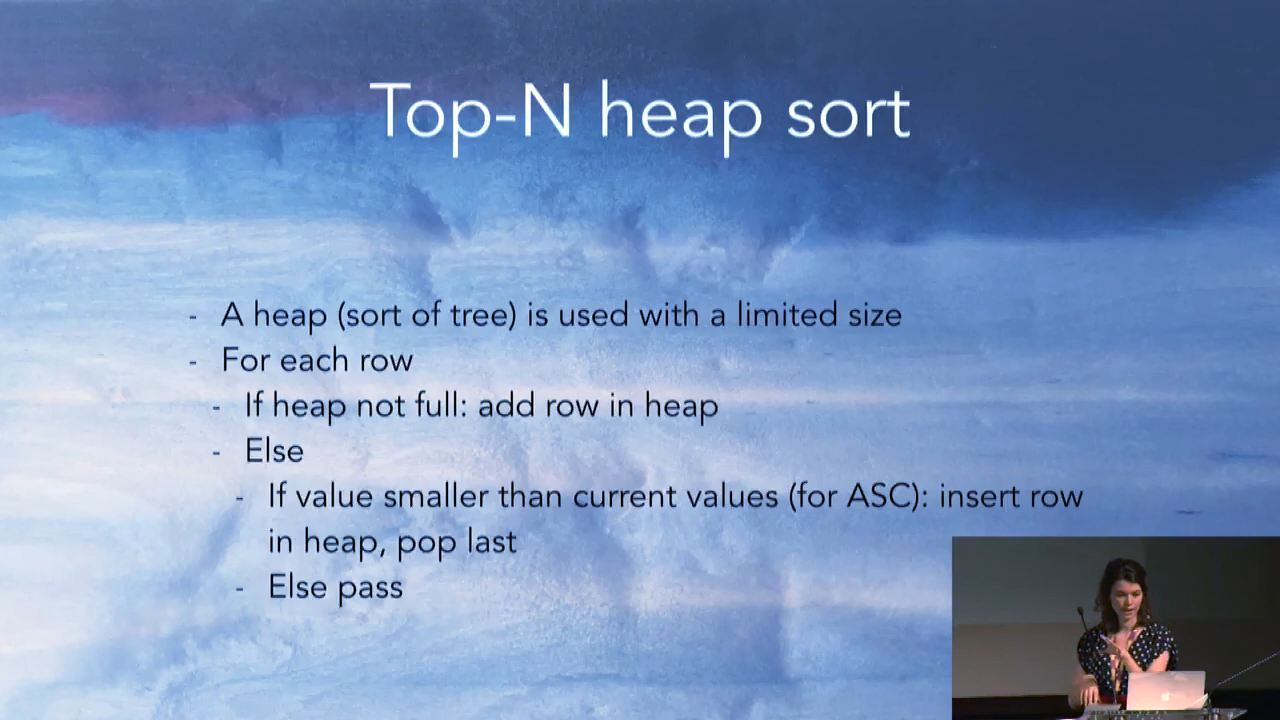 Top-N heap sort
- A heap (sort of tree) is used with a limited size
- For each row
- If heap not full: add row in heap
- Else
- If value smaller than current values (for ASC): insert row
in heap, pop last
- Else pass